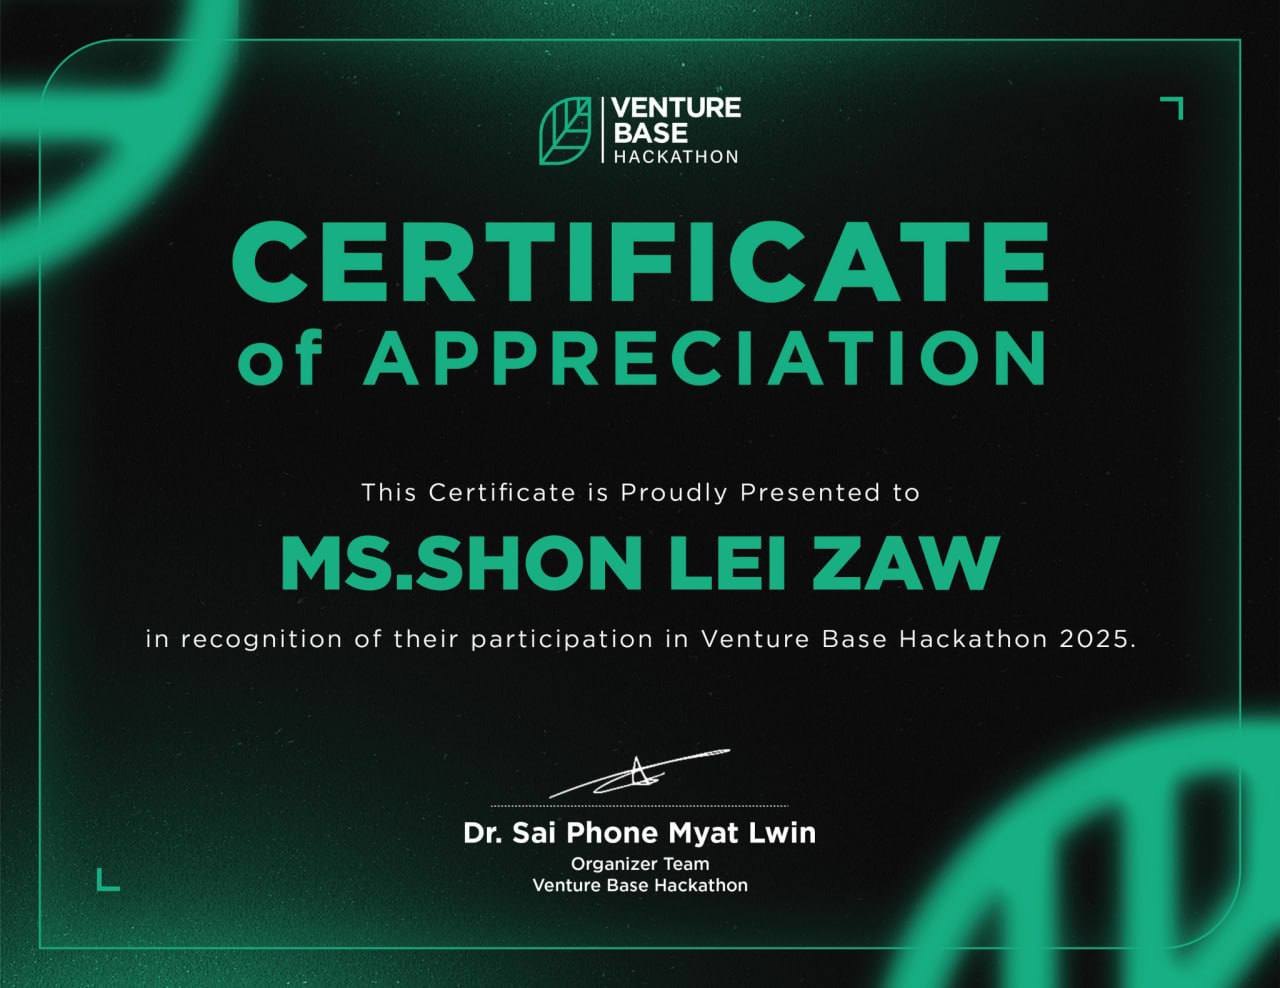 VENTURE
BASE
HACKATHON
CERTIFICATE
of APPRECIATION
This Certificate is Proudly Presented to
MS.SHON LEI ZAW
in recognition of their participation in Venture Base Hackathon 2025.
Dr. Sai Phone Myat Lwin
Organizer Team
Venture Base Hackathon